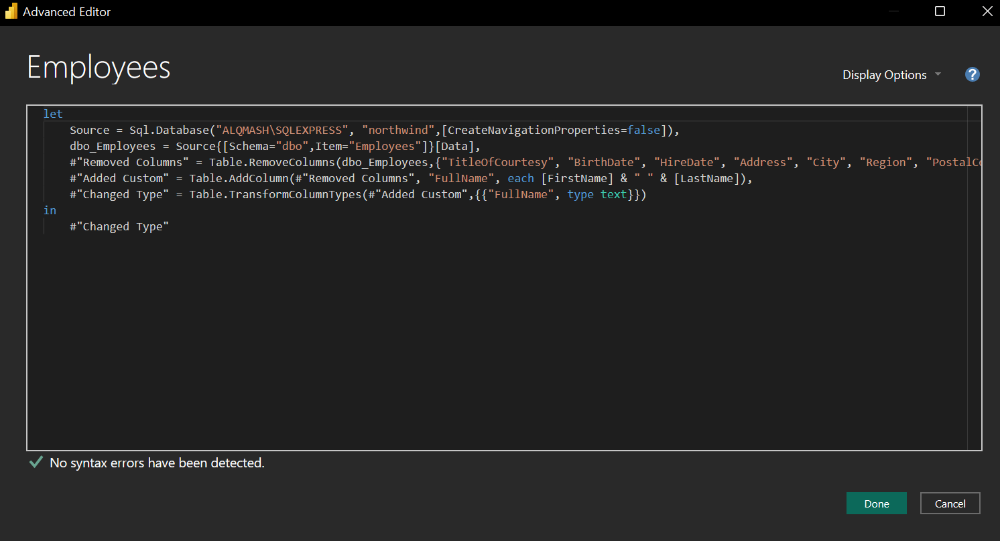 Advanced Editor
Employees
Display Options
?
let
Source = Sql.Database("ALQMASH\SQLEXPRESS", "northwind",[CreateNavigationProperties=false]),
dbo_Employees = Source{[Schema="dbo",Item="Employees"]}[Data],
#"Removed Columns" = Table.RemoveColumns(dbo_Employees,{"TitleOfCourtesy", "BirthDate", "HireDate", "Address", "City", "Region",
#"Added Custom" = Table.AddColumn(#"Removed Columns", "FullName", each [FirstName] & " " & [LastName]),
#"Changed Type" = Table.TransformColumnTypes(#"Added Custom",{{"FullName", type text}})
in
#"Changed Type"
No syntax errors have been detected.
Done
Cancel